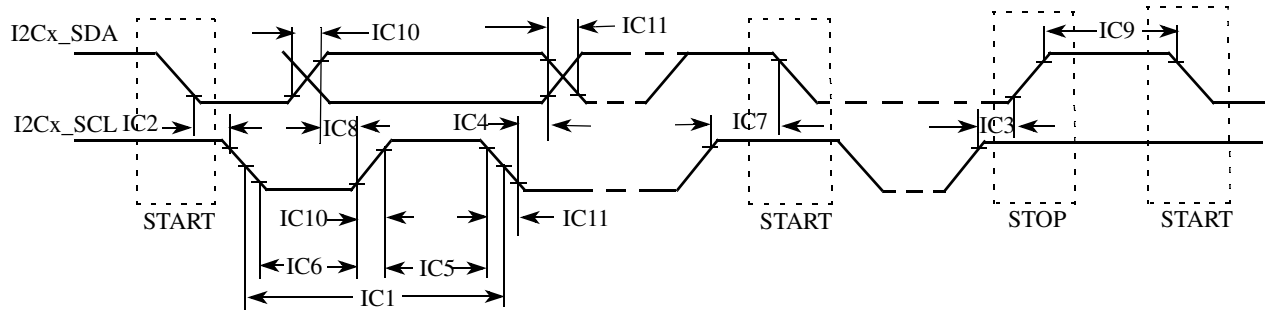 I2Cx_SDA IC10 IC11 IC9
I2Cx_SCL IC2 IC8 IC4 IC7 IC3
START IC10 IC11 START STOP START
IC6 IC5
IC1